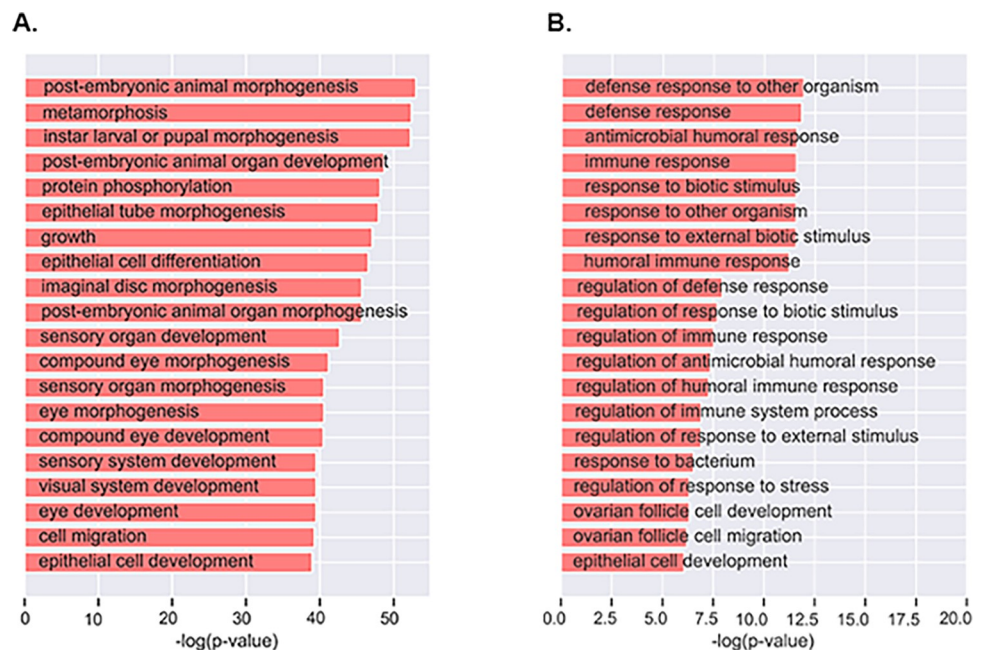 A.
post-embryonic animal morphogenesis
metamorphosis
instar larval or pupal morphogenesis
post-embryonic animal organ development
protein phosphorylation
epithelial tube morphogenesis
growth
epithelial cell differentiation
imaginal disc morphogenesis
post-embryonic animal organ morphogenesis
sensory organ development
compound eye morphogenesis
sensory organ morphogenesis
eye morphogenesis
compound eye development
sensory system development
visual system development
eye development
cell migration
epithelial cell development
0 10 20 30 40 50
-log(p-value)
B.
defense response to other organism
defense response
antimicrobial humoral response
immune response
response to biotic stimulus
response to other organism
response to external biotic stimulus
humoral immune response
regulation of defense response
regulation of response to biotic stimulus
regulation of immune response
regulation of antimicrobial humoral response
regulation of humoral immune response
regulation of immune system process
regulation of response to external stimulus
response to bacterium
regulation of response to stress
ovarian follicle cell development
ovarian follicle cell migration
epithelial cell development
0.0 2.5 5.0 7.5 10.0 12.5 15.0 17.5 20.0
-log(p-value)